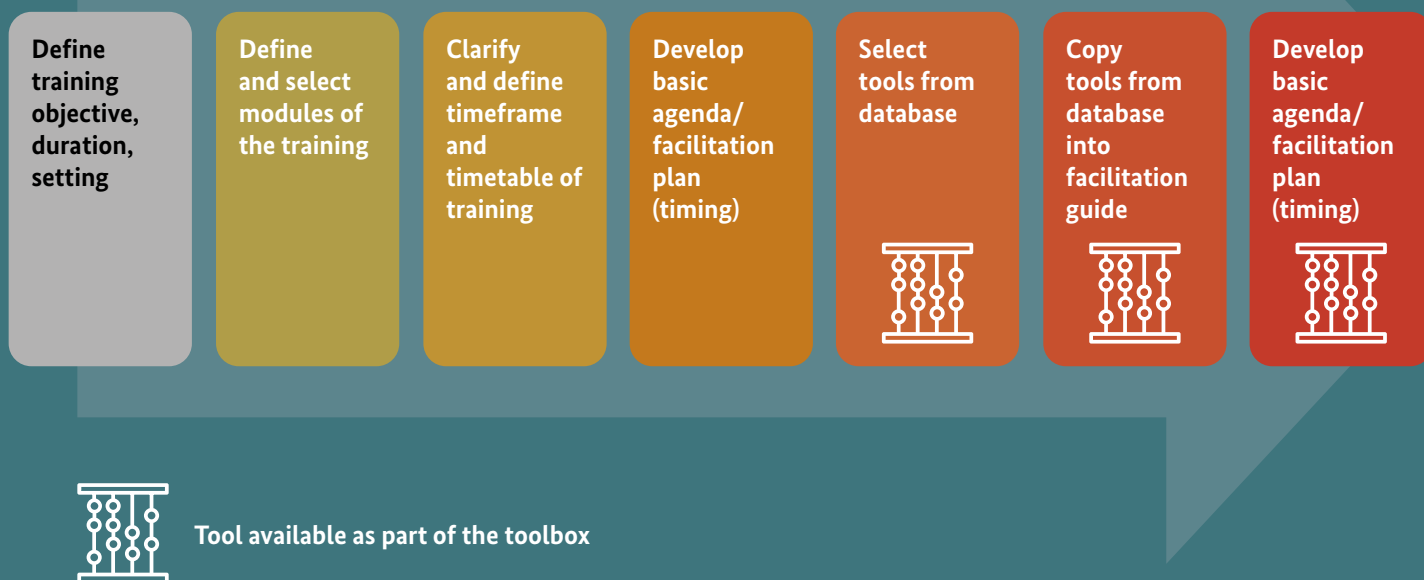 Define
training
objective,
duration,
setting
Define
and select
modules of
the training
Clarify
and define
timeframe
and
timetable of
training
Develop
basic
agenda/
facilitation
plan
(timing)
Select
tools from
database
Copy
tools from
database
into
facilitation
guide
Develop
basic
agenda/
facilitation
plan
(timing)
Tool available as part of the toolbox